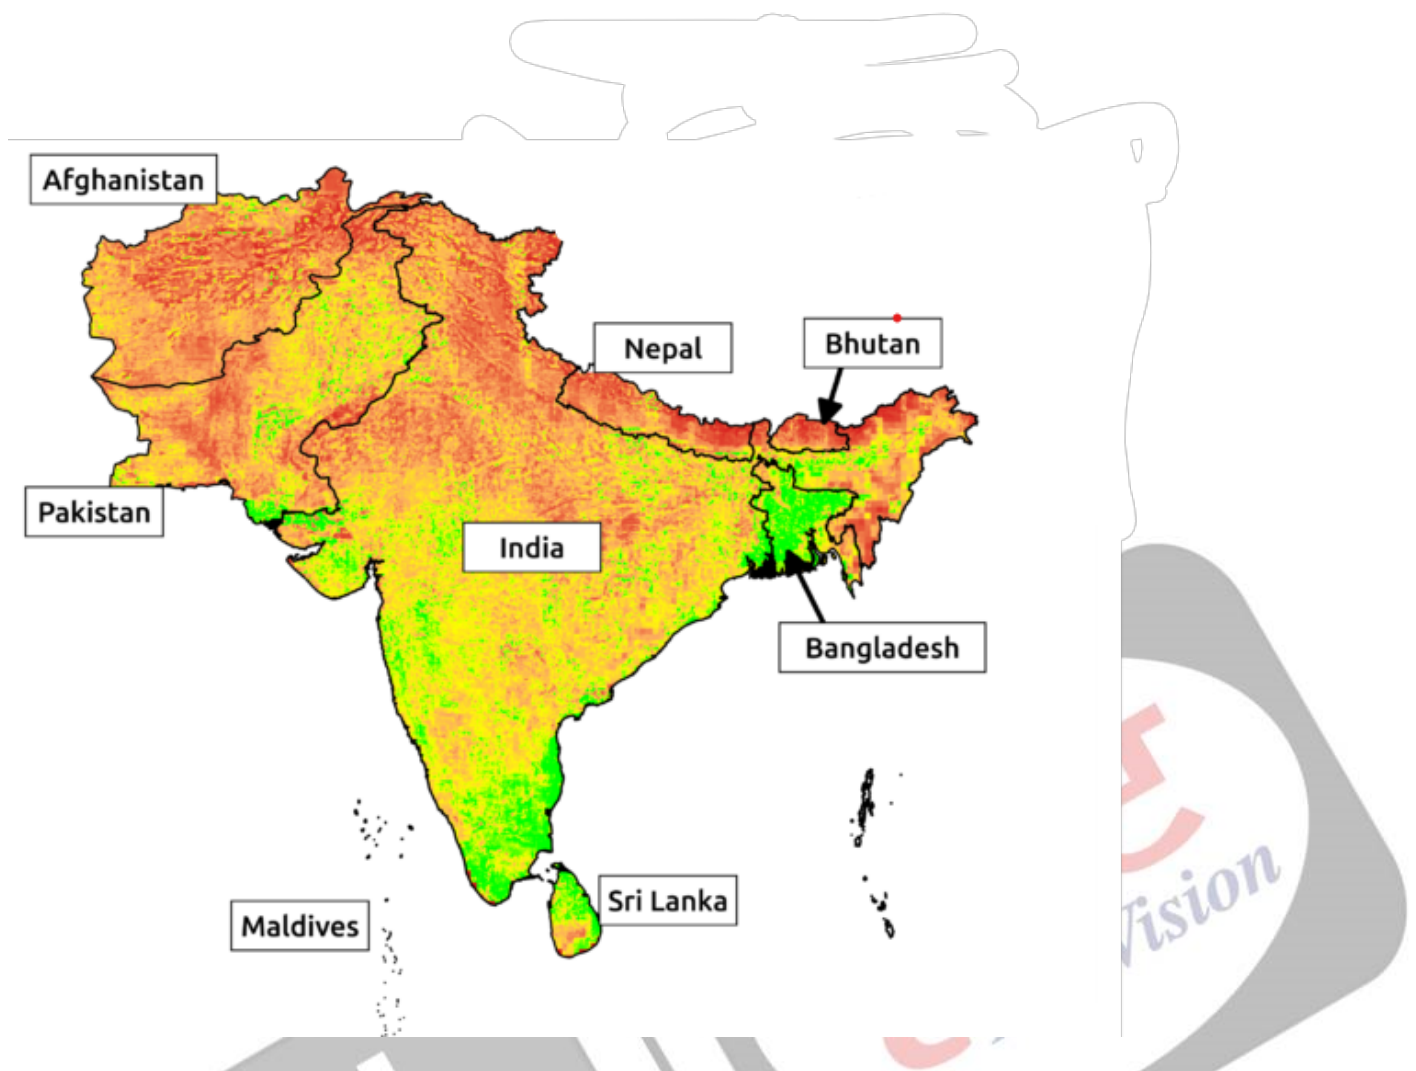 Afghanistan
Nepal
Bhutan
Pakistan
India
Bangladesh
Sri Lanka
Maldives
Vision